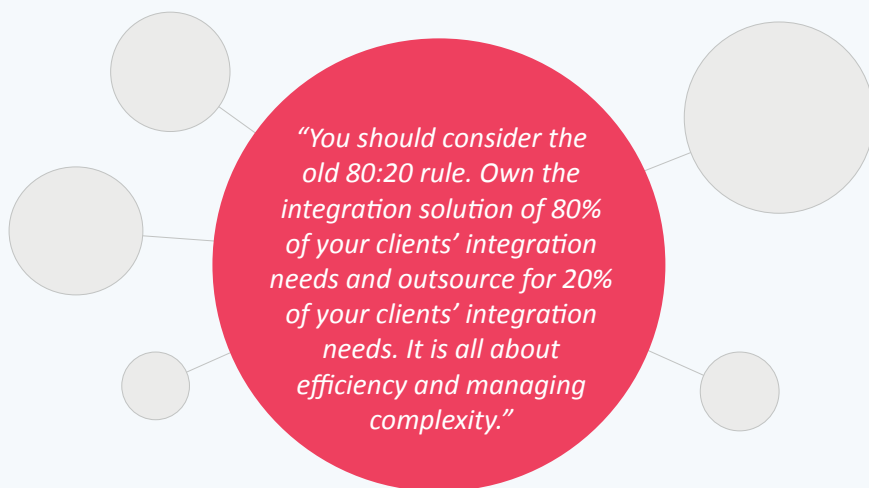 “You should consider the
old 80:20 rule. Own the
integration solution of 80%
of your clients’ integration
needs and outsource for 20%
of your clients’ integration
needs. It is all about
efficiency and managing
complexity.”